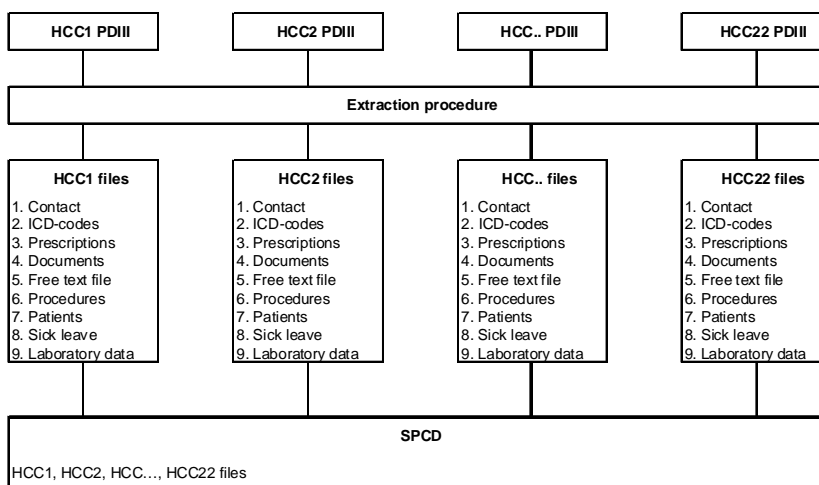 HCC1 PDIII
HCC2 PDIII
HCC.. PDIII
HCC22 PDIII
Extraction procedure
HCC1 files
1. Contact
2. ICD-codes
3. Prescriptions
4. Documents
5. Free text file
6. Procedures
7. Patients
8. Sick leave
9. Laboratory data
HCC2 files
1. Contact
2. ICD-codes
3. Prescriptions
4. Documents
5. Free text file
6. Procedures
7. Patients
8. Sick leave
9. Laboratory data
HCC.. files
1. Contact
2. ICD-codes
3. Prescriptions
4. Documents
5. Free text file
6. Procedures
7. Patients
8. Sick leave
9. Laboratory data
HCC22 files
1. Contact
2. ICD-codes
3. Prescriptions
4. Documents
5. Free text file
6. Procedures
7. Patients
8. Sick leave
9. Laboratory data
SPCD
HCC1, HCC2, HCC…, HCC22 files